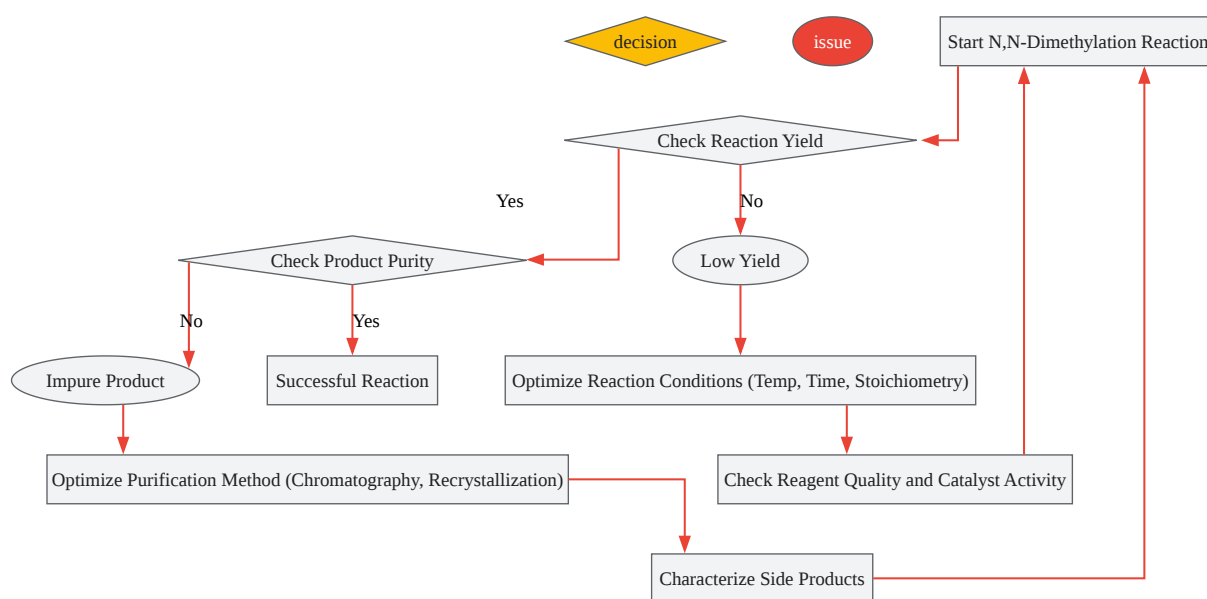 decision
issue
Start N,N-Dimethylation Reaction
Check Reaction Yield
Yes
No
Check Product Purity
Low Yield
No
Yes
Impure Product
Successful Reaction
Optimize Reaction Conditions (Temp, Time, Stoichiometry)
Optimize Purification Method (Chromatography, Recrystallization)
Check Reagent Quality and Catalyst Activity
Characterize Side Products